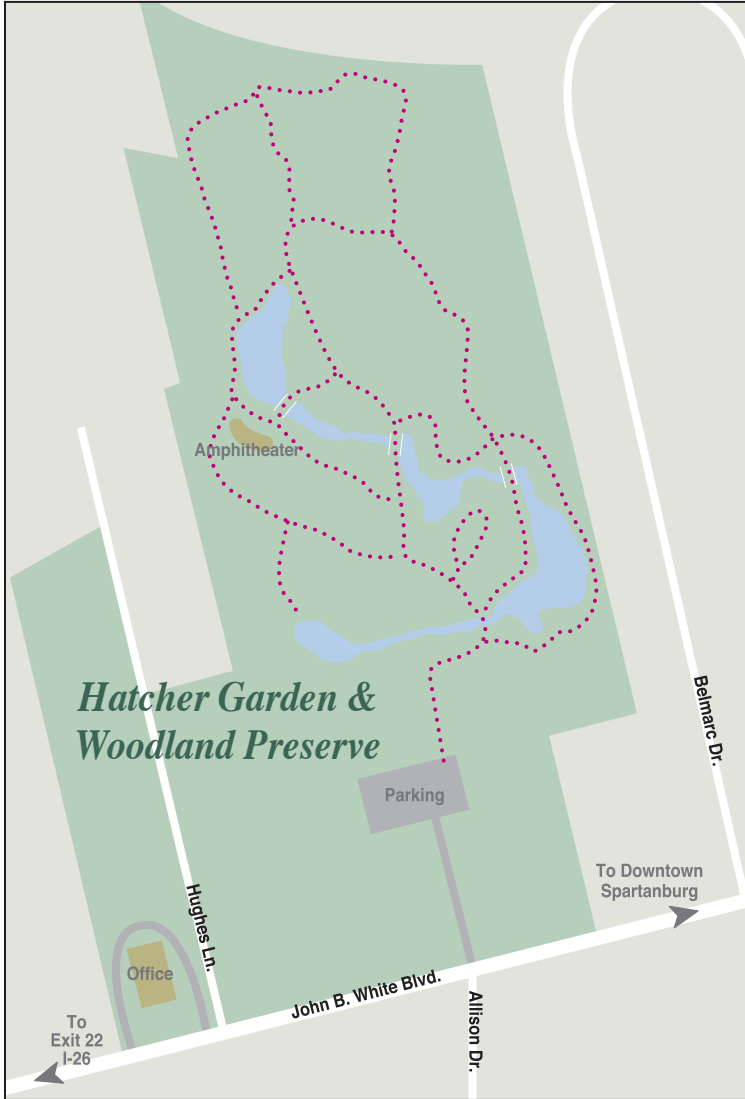 Amphitheater
Hatcher Garden &
Woodland Preserve
Belmarc Dr.
Parking
To Downtown
Spartanburg
Hughes Ln.
Office
John B. White Blvd.
Allison Dr.
To
Exit 22
I-26